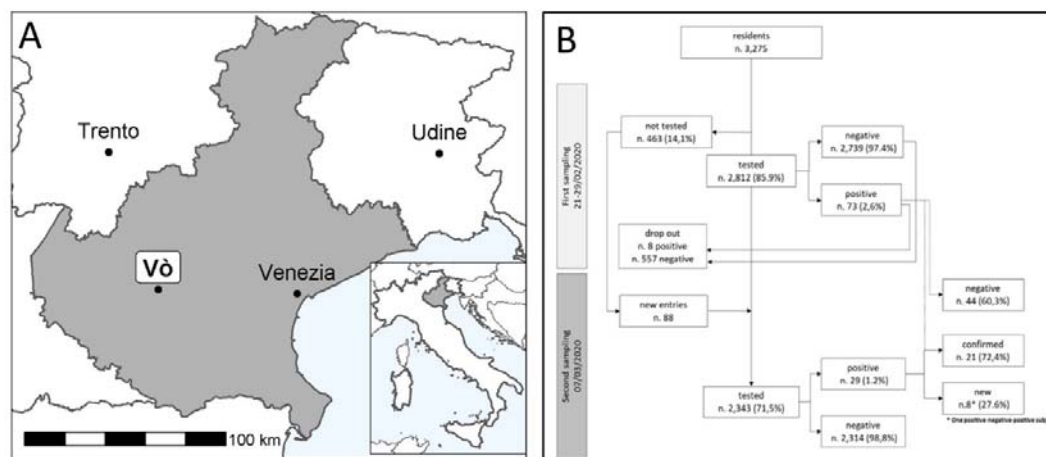 A
Trento
Udine
Vò
Venezia
100 km
B
residents
n. 3,275
First sampling
21-29/02/2020
not tested
n. 463 (14,1%)
tested
n. 2,812 (85.9%)
negative
n. 2,739 (97.4%)
positive
n. 73 (2,6%)
drop out
n. 8 positive
n. 557 negative
Second sampling
07/03/2020
new entries
n. 88
negative
n. 44 (60,3%)
confirmed
n. 21 (72,4%)
positive
n. 29 (1.2%)
tested
n. 2,343 (71,5%)
new
n.8* (27.6%)
* One positive-negative-positive
negative
n. 2,314 (98,8%)